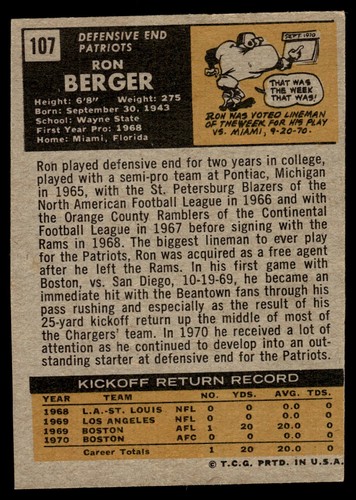 107
DEFENSIVE END
PATRIOTS
RON
BERGER
Height: 6'8" Weight: 275
Born: September 30, 1943
School: Wayne State
First Year Pro: 1968
Home: Miami, Florida
SEPT. 1970
THAT WAS
THE WEEK
THAT WAS!
RON WAS VOTED LINEMAN
OF THE WEEK FOR HIS PLAY
VS. MIAMI, 9-20-70.
Ron played defensive end for two years in college,
played with a semi-pro team at Pontiac, Michigan
in 1965, with the St. Petersburg Blazers of the
North American Football League in 1966 and with
the Orange County Ramblers of the Continental
Football League in 1967 before signing with the
Rams in 1968. The biggest lineman to ever play
for the Patriots, Ron was acquired as a free agent
after he left the Rams. In his first game with
Boston, vs. San Diego, 10-19-69, he became an
immediate hit with the Beantown fans through his
pass rushing and especially as the result of his
25-yard kickoff return up the middle of most of
the Chargers' team. In 1970 he received a lot of
attention as he continued to develop into an out-
standing starter at defensive end for the Patriots.
KICKOFF RETURN RECORD
YEAR TEAM NO. YDS. AVG. TDS.
1968 L.A.-ST. LOUIS NFL 0 0 0.0 0
1969 LOS ANGELES NFL 0 0 0.0 0
1969 BOSTON AFL 1 20 20.0 0
1970 BOSTON AFC 0 0 0.0 0
Career Totals 1 20 20.0 0
© T.C.G. PRTD. IN U.S.A.